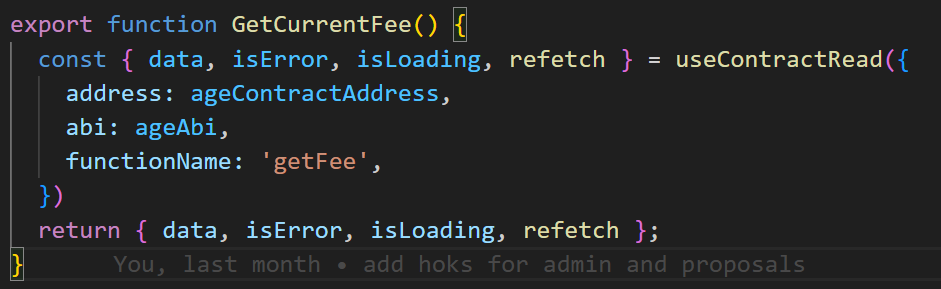 export function GetCurrentFee() {
  const { data, isError, isLoading, refetch } = useContractRead({
    address: ageContractAddress,
    abi: ageAbi,
    functionName: 'getFee',
  })
  return { data, isError, isLoading, refetch };
}        You, last month • add hoks for admin and proposals